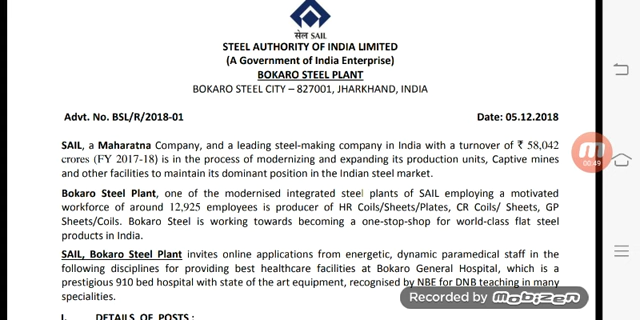 सेल SAIL
STEEL AUTHORITY OF INDIA LIMITED
(A Government of India Enterprise)
BOKARO STEEL PLANT
BOKARO STEEL CITY – 827001, JHARKHAND, INDIA
Advt. No. BSL/R/2018-01 Date: 05.12.2018
SAIL, a Maharatna Company, and a leading steel-making company in India with a turnover of ₹ 58,042
crores (FY 2017-18) is in the process of modernizing and expanding its production units, Captive mines
and other facilities to maintain its dominant position in the Indian steel market.
M
00:49
Bokaro Steel Plant, one of the modernised integrated steel plants of SAIL employing a motivated
workforce of around 12,925 employees is producer of HR Coils/Sheets/Plates, CR Coils/ Sheets, GP
Sheets/Coils. Bokaro Steel is working towards becoming a one-stop-shop for world-class flat steel
products in India.
SAIL, Bokaro Steel Plant invites online applications from energetic, dynamic paramedical staff in the
following disciplines for providing best healthcare facilities at Bokaro General Hospital, which is a
prestigious 910 bed hospital with state of the art equipment, recognised by NBE for DNB teaching in many
specialities.
Recorded by Mobizen
I. DETAILS OF POSTS :